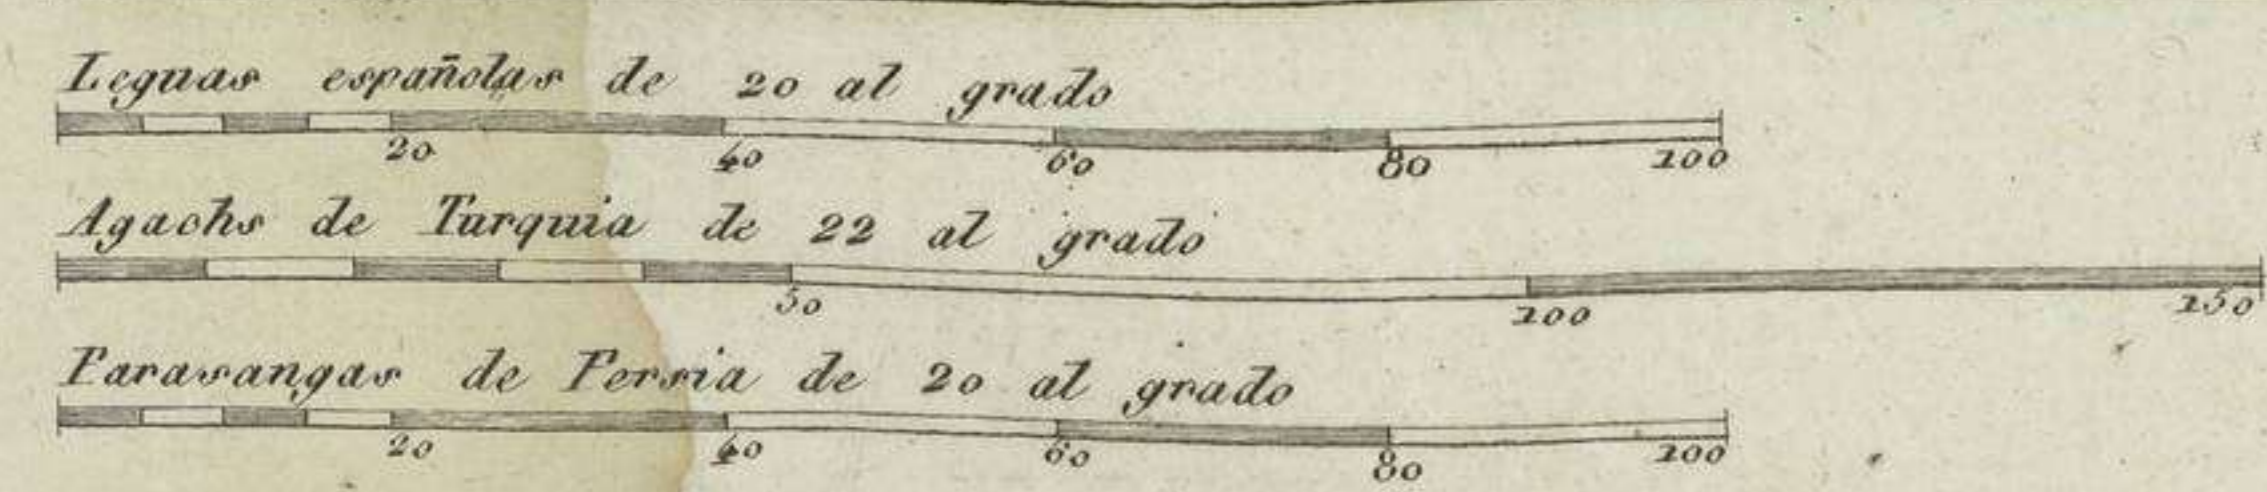 Leguas españolas de 20 al grado
20 40 60 80 100
Agachs de Turquia de 22 al grado
50 100 150
Parasangas de Persia de 20 al grado
20 40 60 80 100